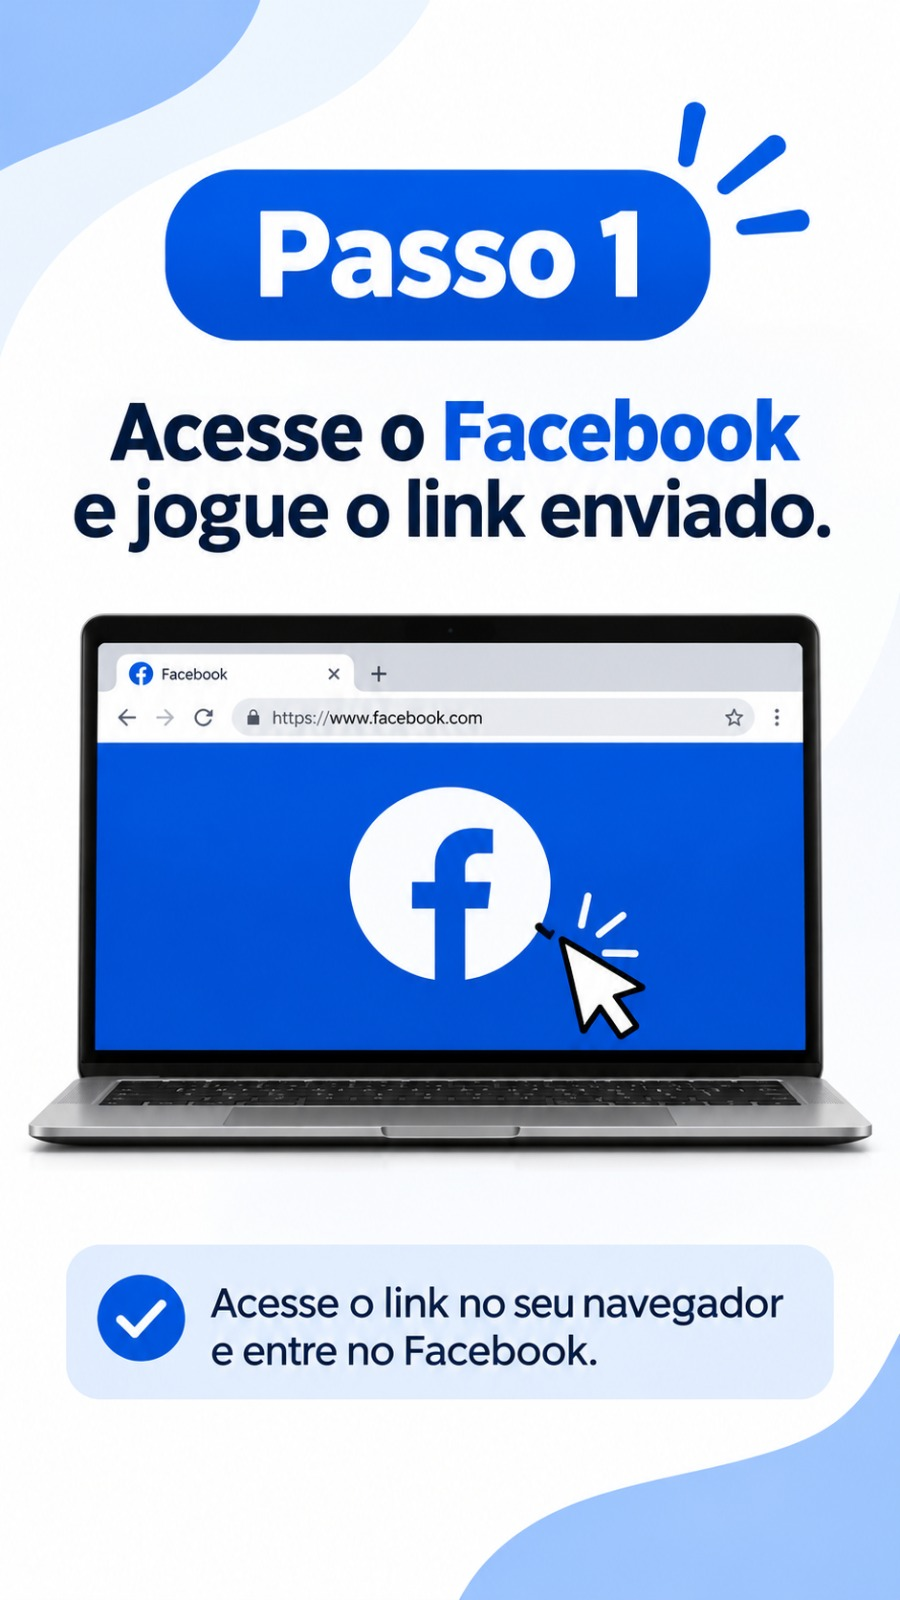 Passo 1
Acesse o Facebook
e jogue o link enviado.
Facebook
https://www.facebook.com
Acesse o link no seu navegador
e entre no Facebook.